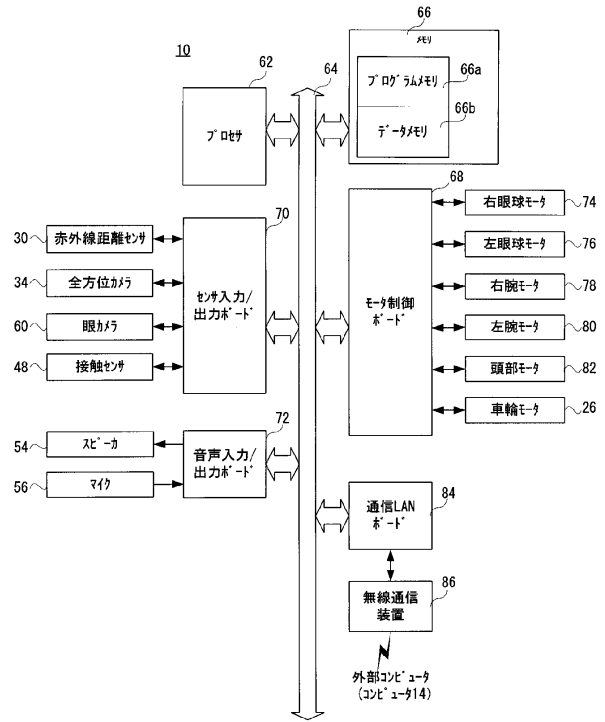 10
62
ﾌﾟﾛｾｻ
64
66
ﾒﾓﾘ
ﾌﾟﾛｸﾞﾗﾑﾒﾓﾘ
66a
66b
ﾃﾞｰﾀﾒﾓﾘ
30
赤外線距離ｾﾝｻ
34
全方位ｶﾒﾗ
60
眼ｶﾒﾗ
48
接触ｾﾝｻ
70
ｾﾝｻ入力/
出力ﾎﾞｰﾄﾞ
54
ｽﾋﾟｰｶ
56
ﾏｲｸ
72
音声入力/
出力ﾎﾞｰﾄﾞ
68
ﾓｰﾀ制御
ﾎﾞｰﾄﾞ
右眼球ﾓｰﾀ
74
左眼球ﾓｰﾀ
76
右腕ﾓｰﾀ
78
左腕ﾓｰﾀ
80
頭部ﾓｰﾀ
82
車輪ﾓｰﾀ
26
通信LAN
ﾎﾞｰﾄﾞ
84
無線通信
装置
86
外部ｺﾝﾋﾟｭｰﾀ
(ｺﾝﾋﾟｭｰﾀ14)